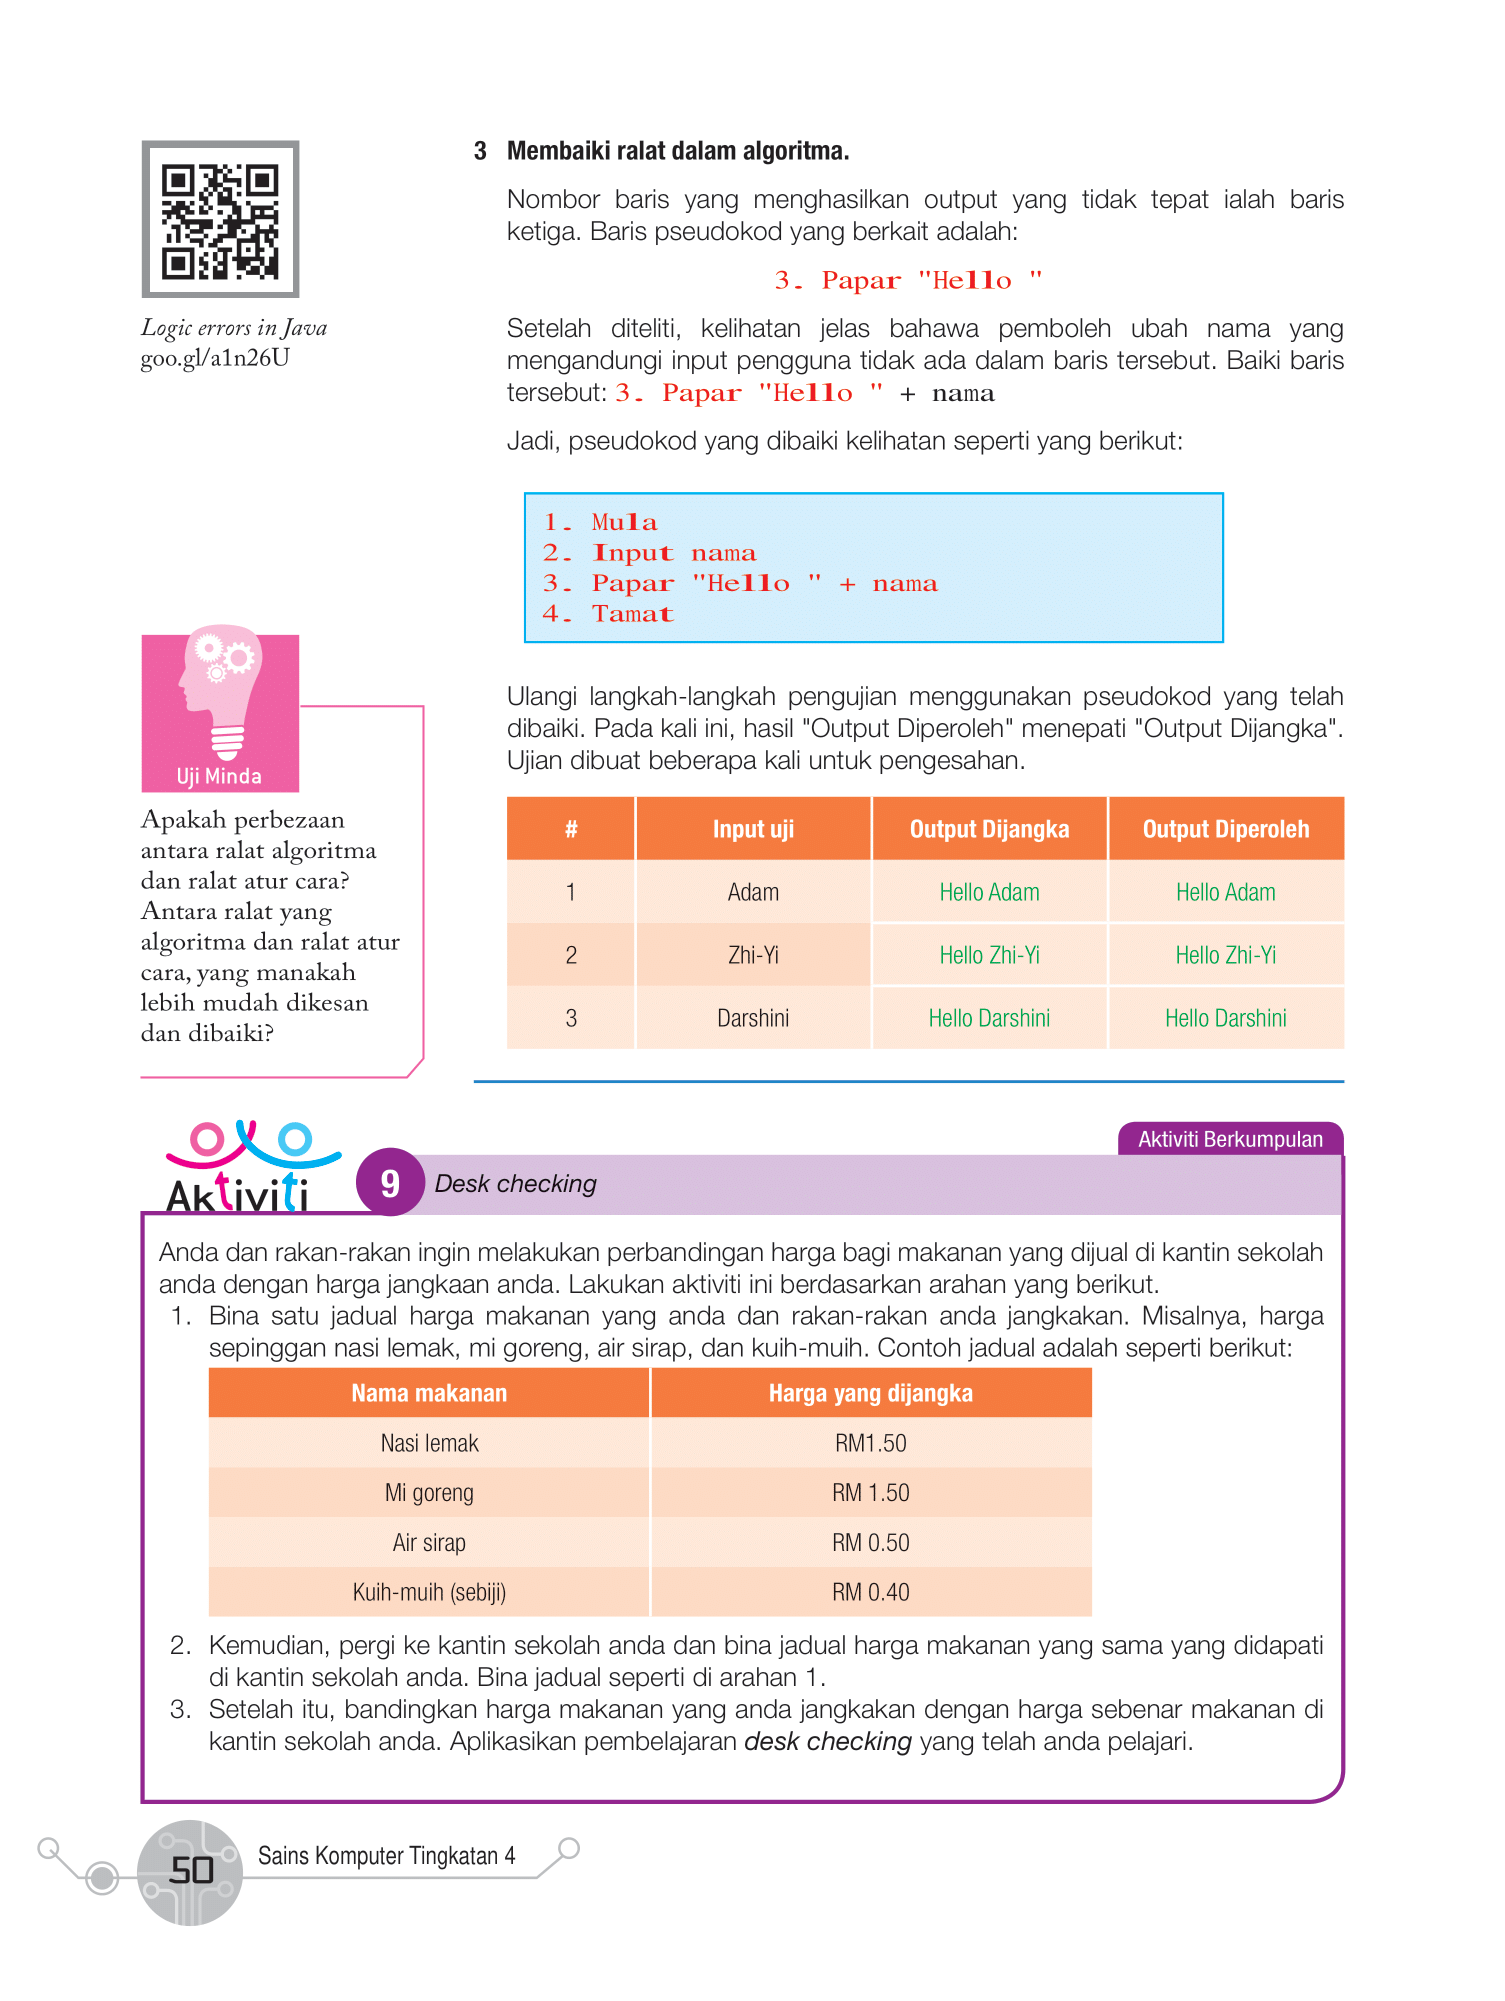 Logic errors in Java
goo.gl/a1n26U
3 Membaiki ralat dalam algoritma.
Nombor baris yang menghasilkan output yang tidak tepat ialah baris
ketiga. Baris pseudokod yang berkait adalah:
3. Papar "Hello "
Setelah diteliti, kelihatan jelas bahawa pemboleh ubah nama yang
mengandungi input pengguna tidak ada dalam baris tersebut. Baiki baris
tersebut: 3. Papar "Hello " + nama
Jadi, pseudokod yang dibaiki kelihatan seperti yang berikut:
1. Mula
2. Input nama
3. Papar "Hello " + nama
4. Tamat
Ulangi langkah-langkah pengujian menggunakan pseudokod yang telah
dibaiki. Pada kali ini, hasil "Output Diperoleh" menepati "Output Dijangka".
Ujian dibuat beberapa kali untuk pengesahan.
# Input uji Output Dijangka Output Diperoleh
1 Adam Hello Adam Hello Adam
2 Zhi-Yi Hello Zhi-Yi Hello Zhi-Yi
3 Darshini Hello Darshini Hello Darshini
Uji Minda
Apakah perbezaan
antara ralat algoritma
dan ralat atur cara?
Antara ralat yang
algoritma dan ralat atur
cara, yang manakah
lebih mudah dikesan
dan dibaiki?
Aktiviti Berkumpulan
Aktiviti 9 Desk checking
Anda dan rakan-rakan ingin melakukan perbandingan harga bagi makanan yang dijual di kantin sekolah
anda dengan harga jangkaan anda. Lakukan aktiviti ini berdasarkan arahan yang berikut.
1. Bina satu jadual harga makanan yang anda dan rakan-rakan anda jangkakan. Misalnya, harga
sepinggan nasi lemak, mi goreng, air sirap, dan kuih-muih. Contoh jadual adalah seperti berikut:
Nama makanan Harga yang dijangka
Nasi lemak RM1.50
Mi goreng RM 1.50
Air sirap RM 0.50
Kuih-muih (sebiji) RM 0.40
2. Kemudian, pergi ke kantin sekolah anda dan bina jadual harga makanan yang sama yang didapati
di kantin sekolah anda. Bina jadual seperti di arahan 1.
3. Setelah itu, bandingkan harga makanan yang anda jangkakan dengan harga sebenar makanan di
kantin sekolah anda. Aplikasikan pembelajaran desk checking yang telah anda pelajari.
50 Sains Komputer Tingkatan 4